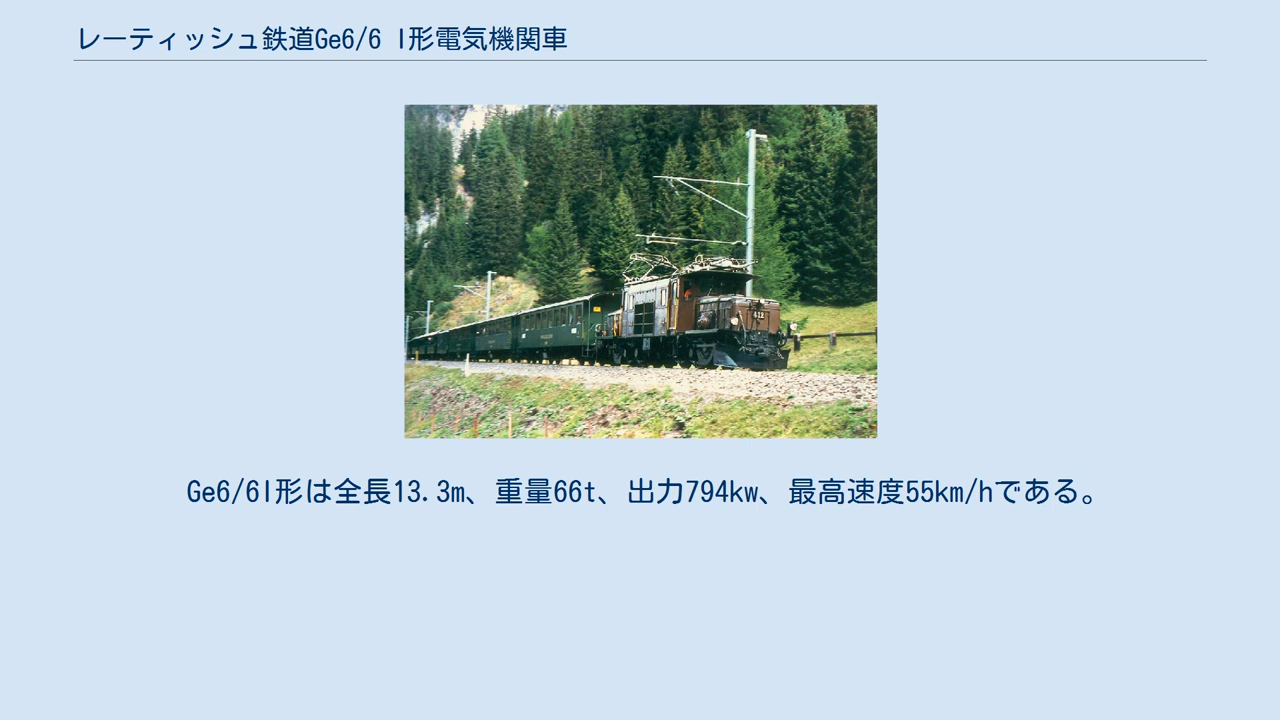 レーティッシュ鉄道Ge6/6 I形電気機関車
412
Ge6/6I形は全長13.3m、重量66t、出力794kw、最高速度55km/hである。